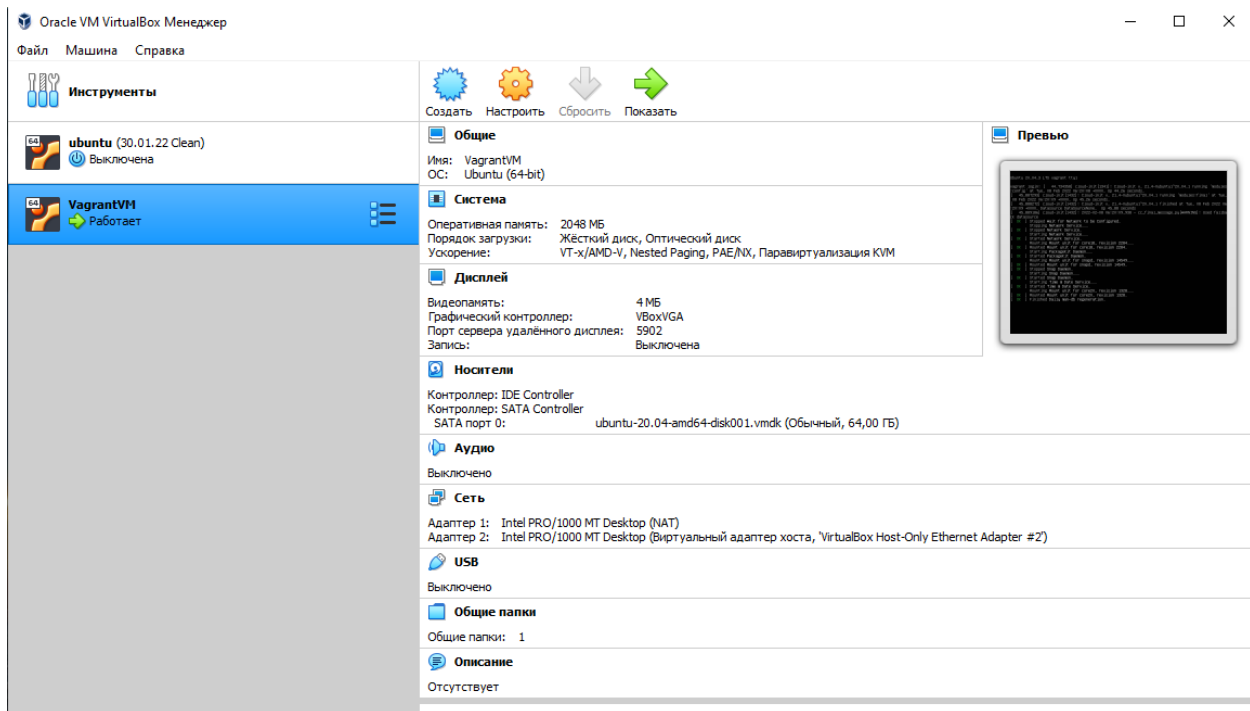 Oracle VM VirtualBox Менеджер
Файл Машина Справка
Инструменты
Создать Настроить Сбросить Показать
64 ubuntu (30.01.22 Clean)
Выключена
64 VagrantVM
Работает
Общие
Имя: VagrantVM
ОС: Ubuntu (64-bit)
Превью
Система
Оперативная память: 2048 МБ
Порядок загрузки: Жёсткий диск, Оптический диск
Ускорение: VT-x/AMD-V, Nested Paging, PAE/NX, Паравиртуализация KVM
Дисплей
Видеопамять: 4 МБ
Графический контроллер: VBoxVGA
Порт сервера удалённого дисплея: 5902
Запись: Выключена
Носители
Контроллер: IDE Controller
Контроллер: SATA Controller
SATA порт 0: ubuntu-20.04-amd64-disk001.vmdk (Обычный, 64,00 ГБ)
Аудио
Выключено
Сеть
Адаптер 1: Intel PRO/1000 MT Desktop (NAT)
Адаптер 2: Intel PRO/1000 MT Desktop (Виртуальный адаптер хоста, 'VirtualBox Host-Only Ethernet Adapter #2')
USB
Выключено
Общие папки
Общие папки: 1
Описание
Отсутствует